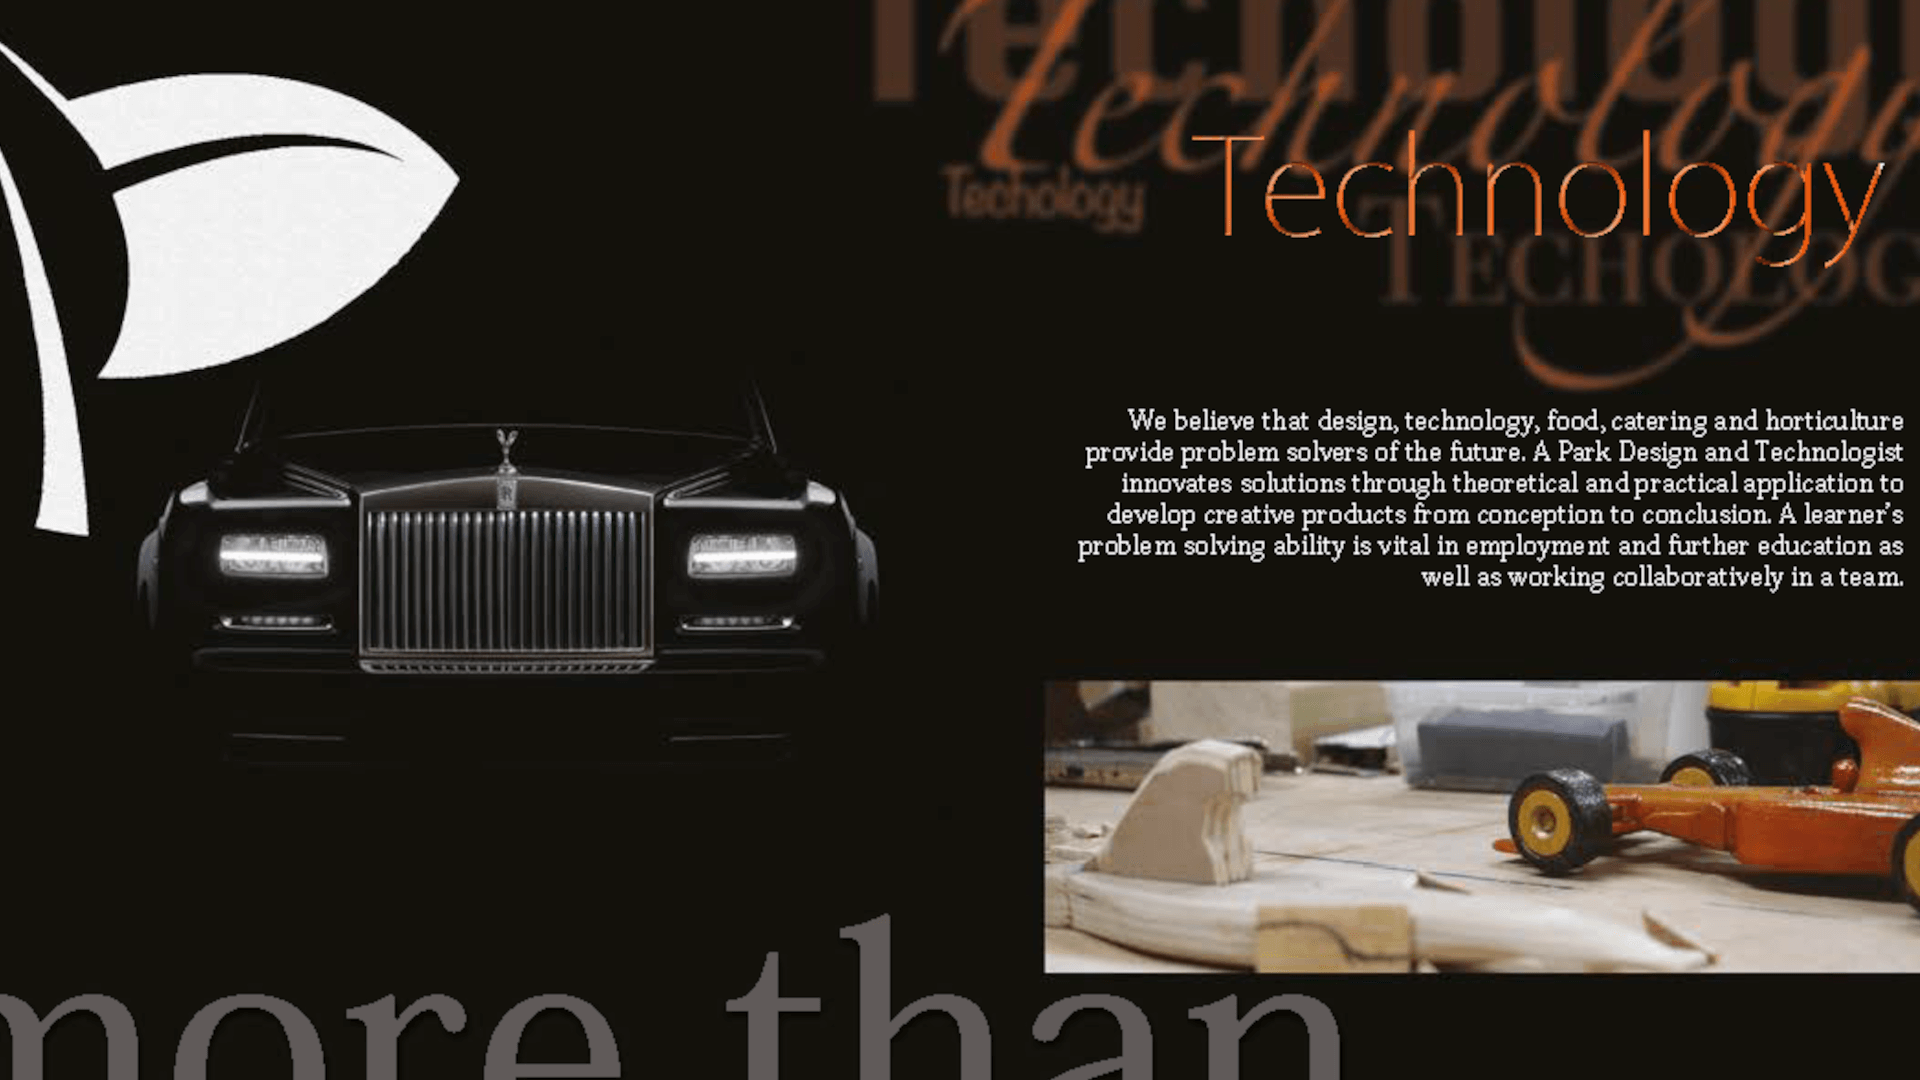 Technology
Technology
Techology
Technology
TECHOLOG
We believe that design, technology, food, catering and horticulture
provide problem solvers of the future. A Park Design and Technologist
innovates solutions through theoretical and practical application to
develop creative products from conception to conclusion. A learner's
problem solving ability is vital in employment and further education as
well as working collaboratively in a team.
more than